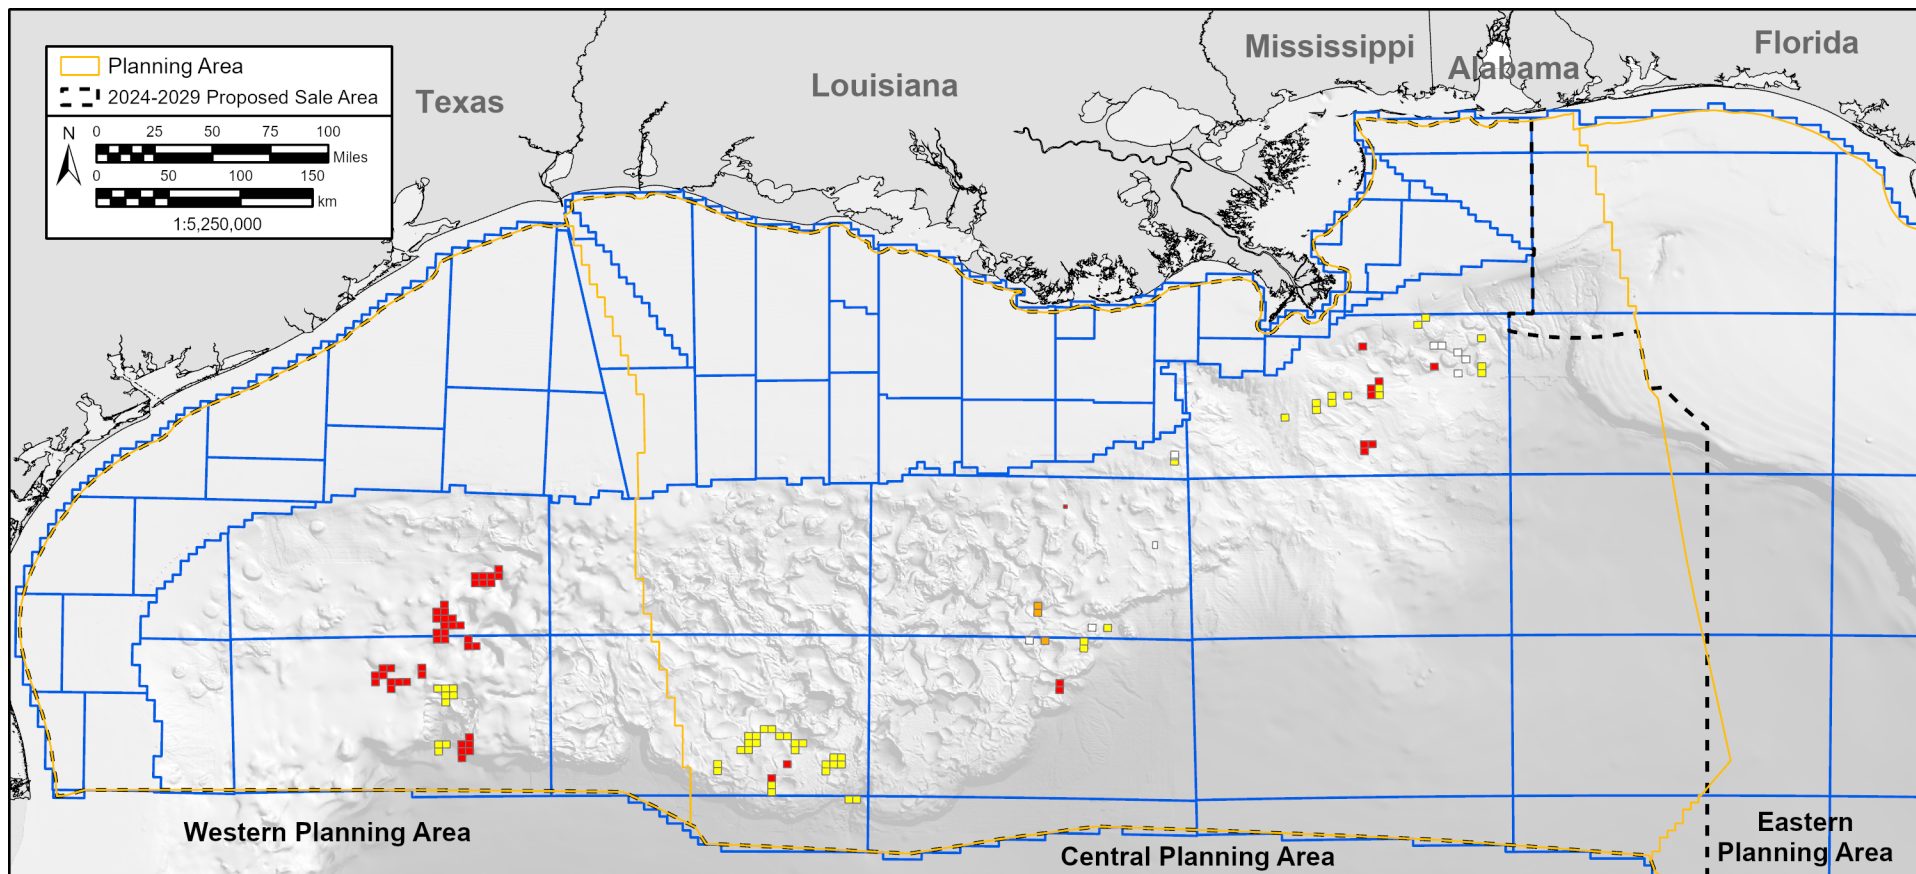 Mississippi
Florida
Alabama
Louisiana
Texas
Planning Area
2024-2029 Proposed Sale Area
N
0 25 50 75 100
Miles
0 50 100 150
km
1:5,250,000
Western Planning Area
Central Planning Area
Eastern
Planning Area